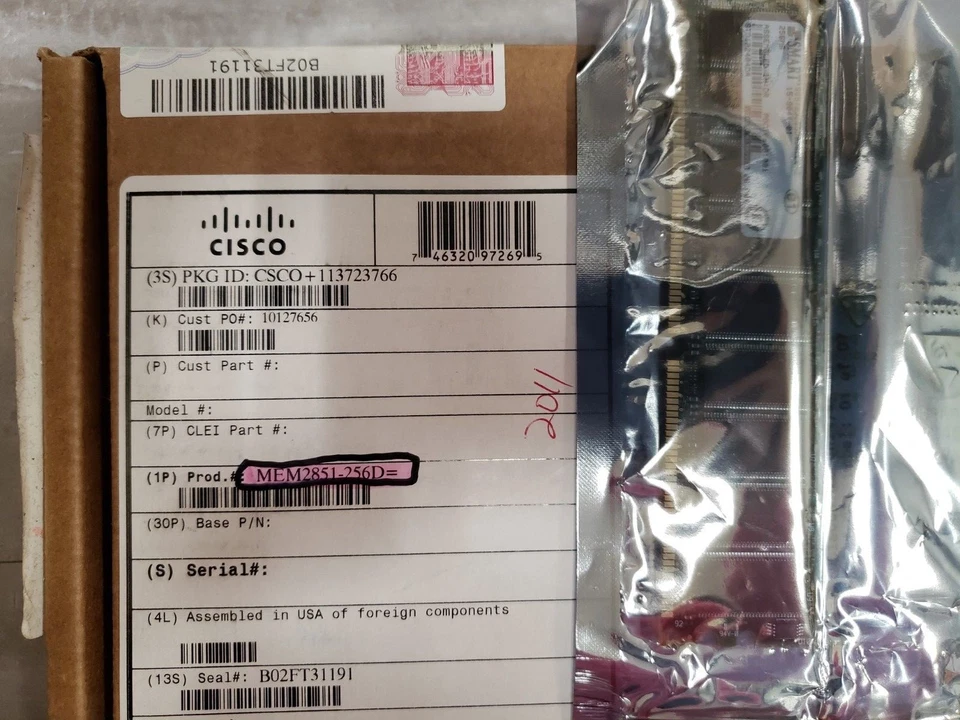 B02FT31191
CISCO
7 46320 97269 5
(3S) PKG ID: CSCO+113723766
(K) Cust PO#: 10127656
(P) Cust Part #:
Model #:
(7P) CLEI Part #:
2011
(1P) Prod.#: MEM2851-256D=
(30P) Base P/N:
(S) Serial#:
(4L) Assembled in USA of foreign components
(13S) Seal#: B02FT31191